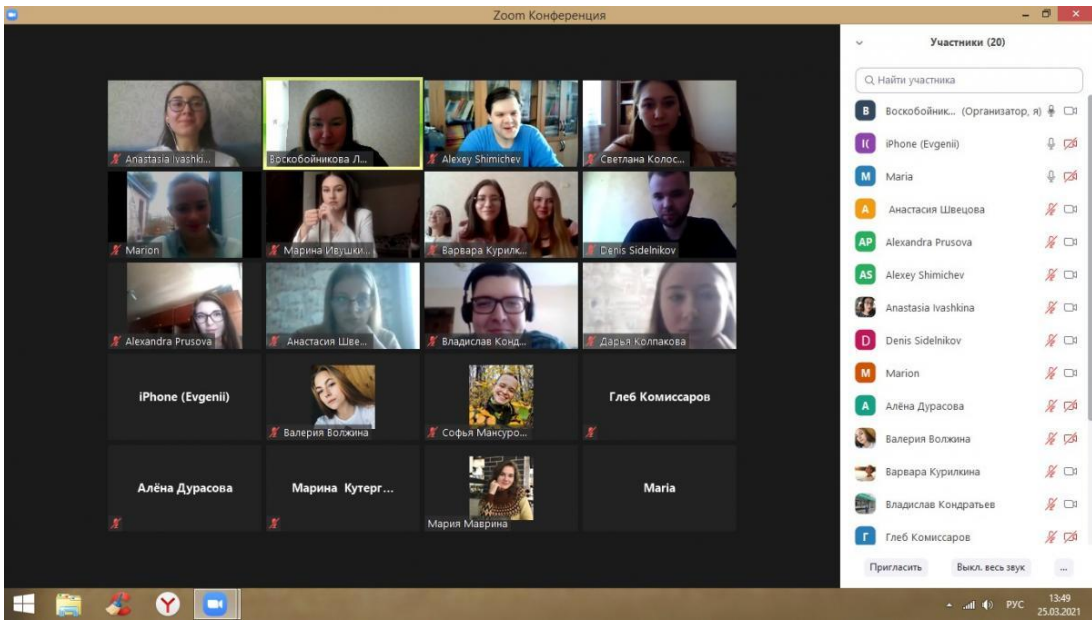 Zoom Конференция
Anastasia Ivashki...
Воскобойникова Л...
Alexey Shimichev
Светлана Колос...
Marion
Марина Ивушки...
Варвара Курилк...
Denis Sidelnikov
Alexandra Prusova
Анастасия Шве...
Владислав Конд...
Дарья Колпакова
iPhone (Evgenii)
Валерия Волжина
Софья Мансуро...
Глеб Комиссаров
Алёна Дурасова
Марина Кутерг...
Мария Маврина
Maria
Участники (20)
Найти участника
В Воскобойник... (Организатор, я)
I( iPhone (Evgenii)
M Maria
А Анастасия Швецова
AP Alexandra Prusova
AS Alexey Shimichev
Anastasia Ivashkina
D Denis Sidelnikov
M Marion
А Алёна Дурасова
Валерия Волжина
Варвара Курилкина
Владислав Кондратьев
Г Глеб Комиссаров
Пригласить Выкл. весь звук ...
Y РУС 13:49
25.03.2021